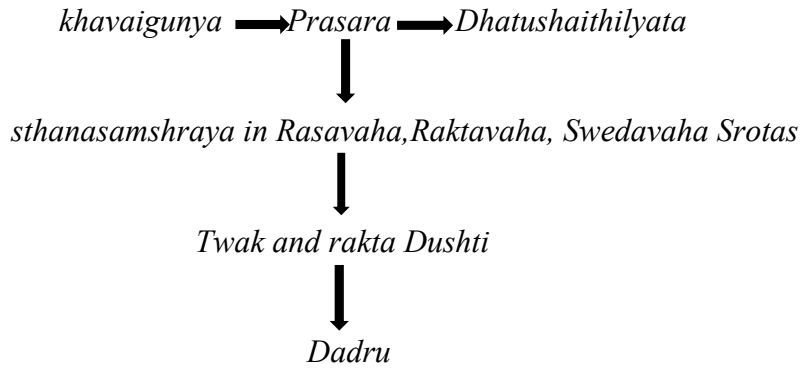 khavaigunya Prasara Dhatushaithilyata
sthanasamshraya in Rasavaha,Raktavaha, Swedavaha Srotas
Twak and rakta Dushti
Dadru